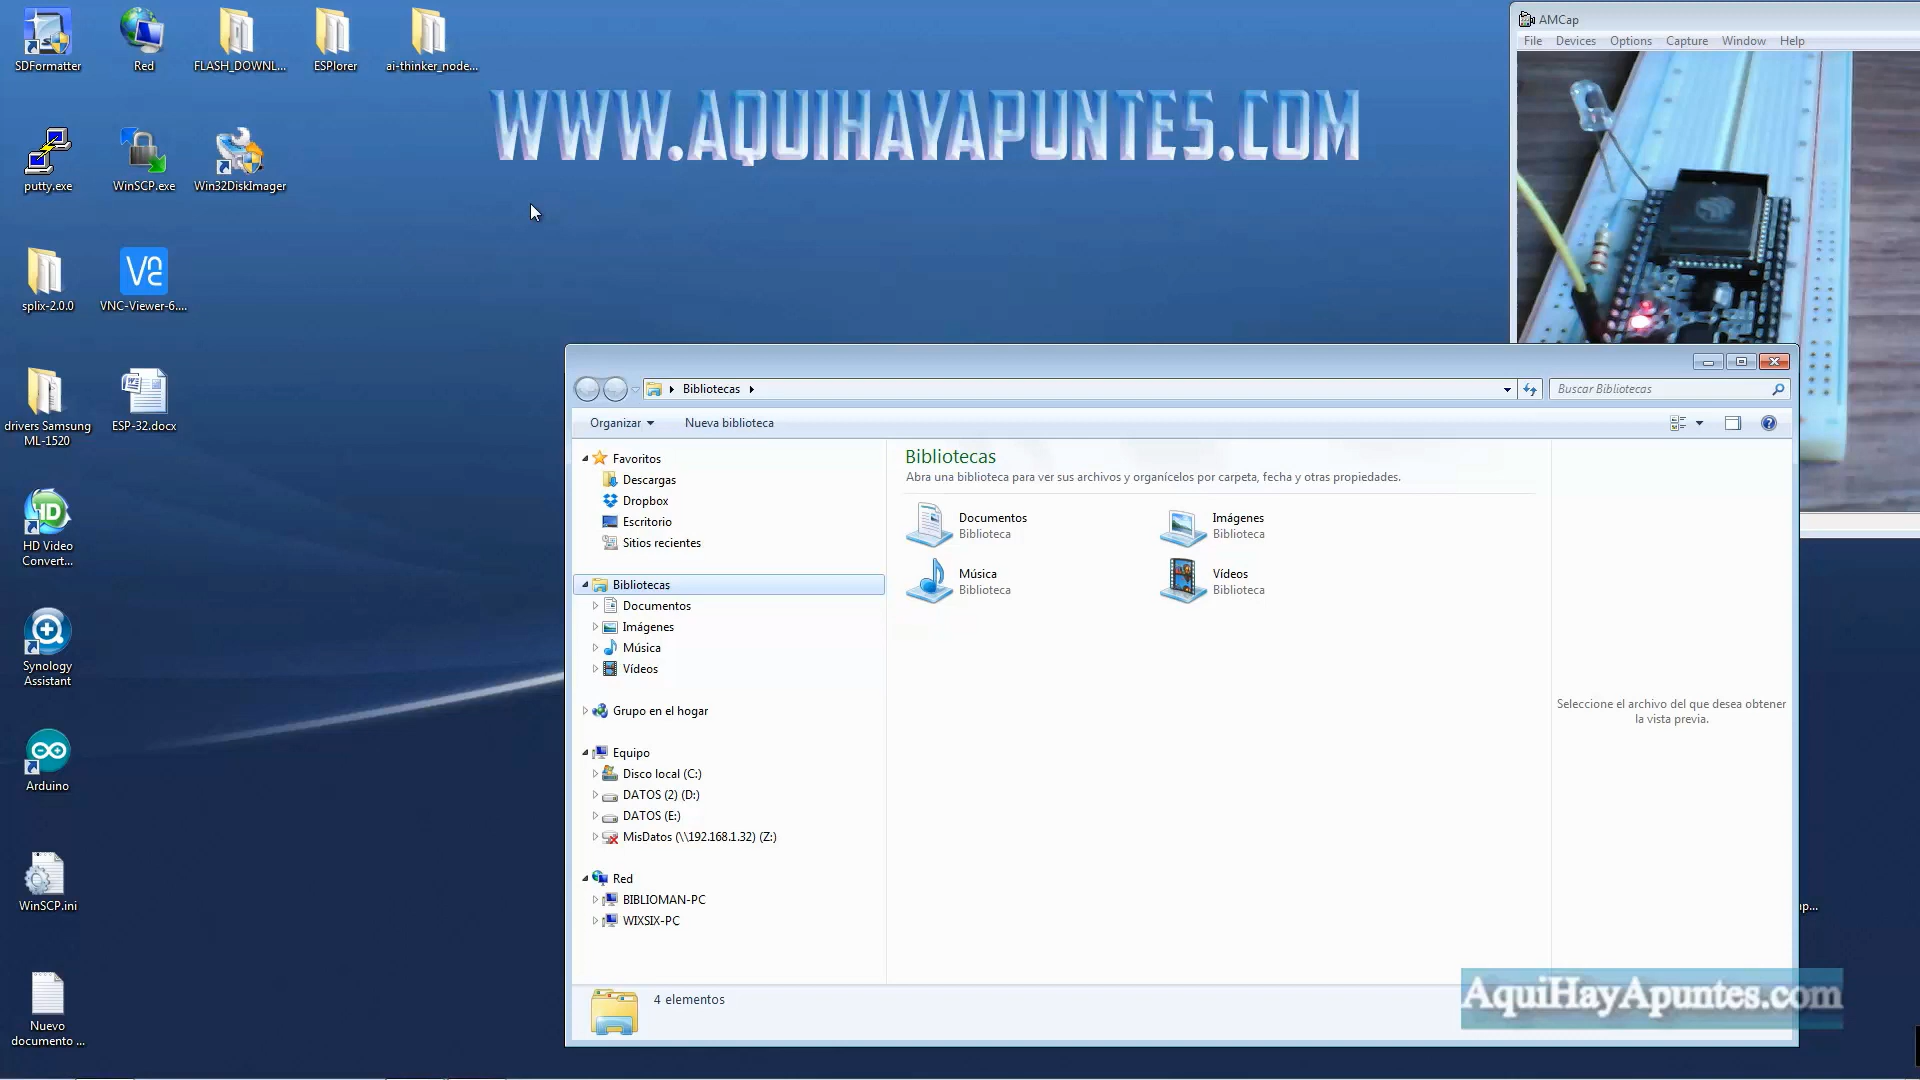 SDFormatter
Red
FLASH_DOWNL...
ESPlorer
ai-thinker_node...
WWW.AQUIHAYAPUNTES.COM
putty.exe
WinSCP.exe
Win32DiskImager
splix-2.0.0
VNC-Viewer-6....
drivers Samsung
ML-1520
ESP-32.docx
HD Video
Convert...
Synology
Assistant
Arduino
WinSCP.ini
Nuevo
documento ...
AMCap
File Devices Options Capture Window Help
Bibliotecas
Buscar Bibliotecas
Organizar
Nueva biblioteca
Favoritos
Descargas
Dropbox
Escritorio
Sitios recientes
Bibliotecas
Documentos
Imágenes
Música
Vídeos
Grupo en el hogar
Equipo
Disco local (C:)
DATOS (2) (D:)
DATOS (E:)
MisDatos (\\192.168.1.32) (Z:)
Red
BIBLIOMAN-PC
WIXSIX-PC
Bibliotecas
Abra una biblioteca para ver sus archivos y organícelos por carpeta, fecha y otras propiedades.
Documentos
Biblioteca
Imágenes
Biblioteca
Música
Biblioteca
Vídeos
Biblioteca
Seleccione el archivo del que desea obtener
la vista previa.
4 elementos
AquiHayApuntes.com